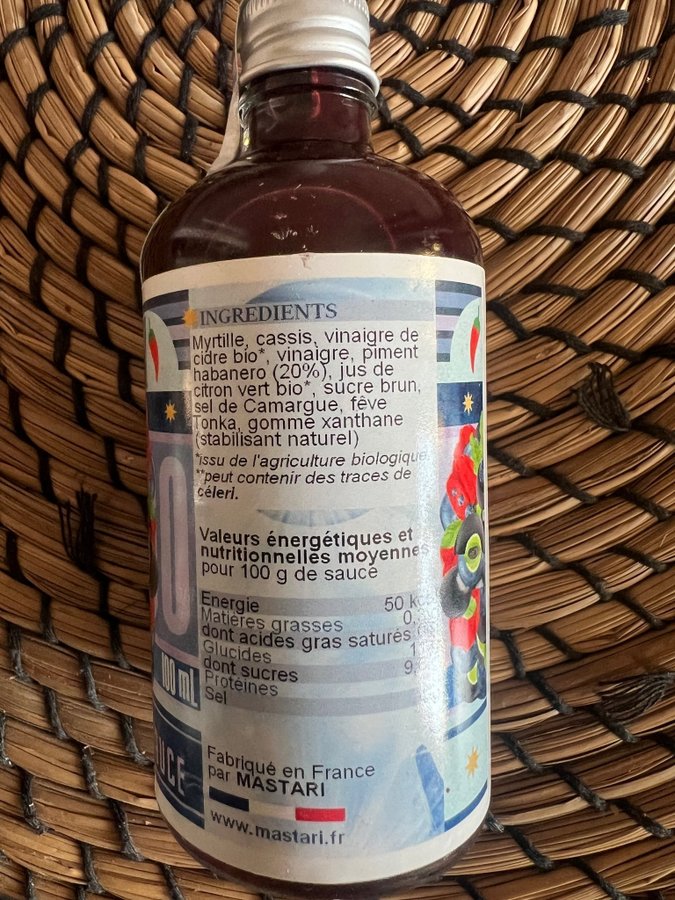 INGREDIENTS
Myrtille, cassis, vinaigre de
cidre bio*, vinaigre, piment
habanero (20%), jus de
citron vert bio*, sucre brun,
sel de Camargue, fêve
Tonka, gomme xanthane
(stabilisant naturel)
*issu de l'agriculture biologique
**peut contenir des traces de
céleri.
Valeurs énergétiques et
nutritionnelles moyennes
pour 100 g de sauce
Energie 50
Matières grasses
dont acides gras saturés
Glucides
dont sucres
Protéines
Sel
100 mL
Fabriqué en France
par MASTARI
www.mastari.fr